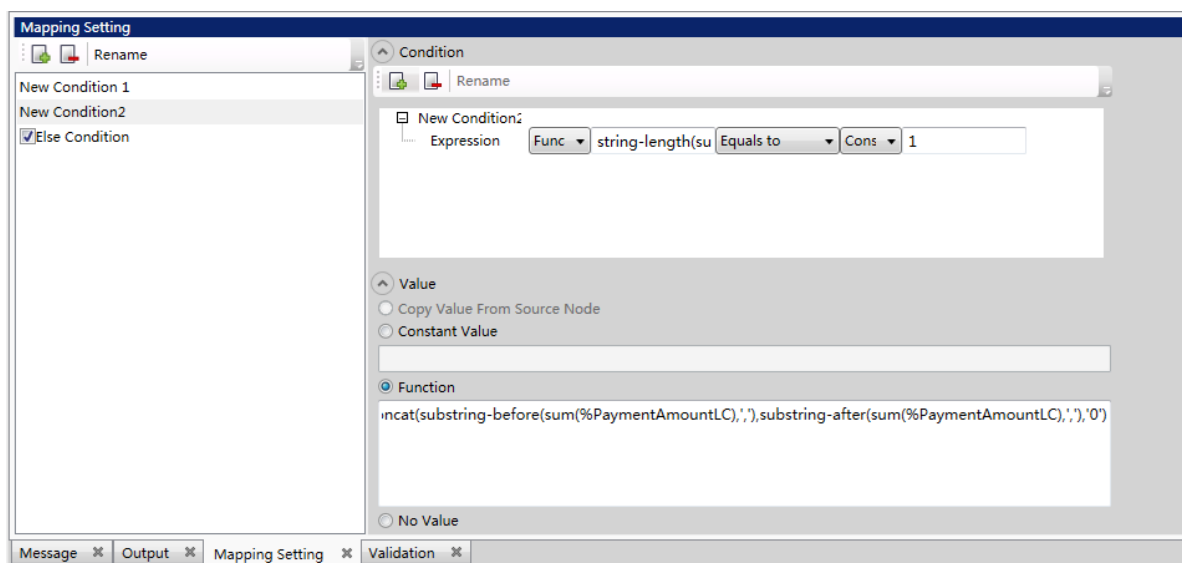 Mapping Setting
Rename
New Condition 1
New Condition2
Else Condition
Condition
Rename
New Condition2
Expression Func string-length(su Equals to Cons 1
Value
Copy Value From Source Node
Constant Value
Function
ncat(substring-before(sum(%PaymentAmountLC),','),substring-after(sum(%PaymentAmountLC),','),'0')
No Value
Message Output Mapping Setting Validation